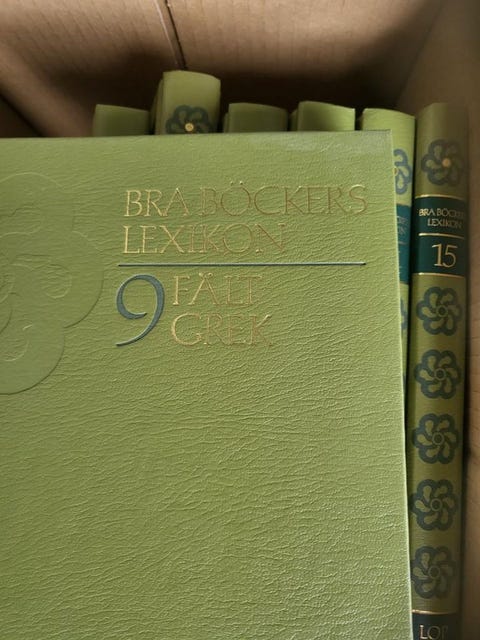 BRA BÖCKERS
LEXIKON
9 FÄLT
GREK
BRA BÖCKERS
LEXIKON
15